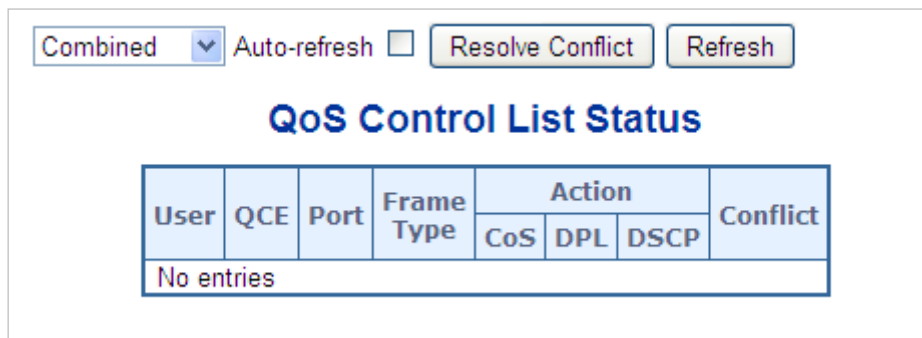 Combined Auto-refresh Resolve Conflict Refresh
QoS Control List Status
User QCE Port Frame Type Action Conflict
CoS DPL DSCP
No entries